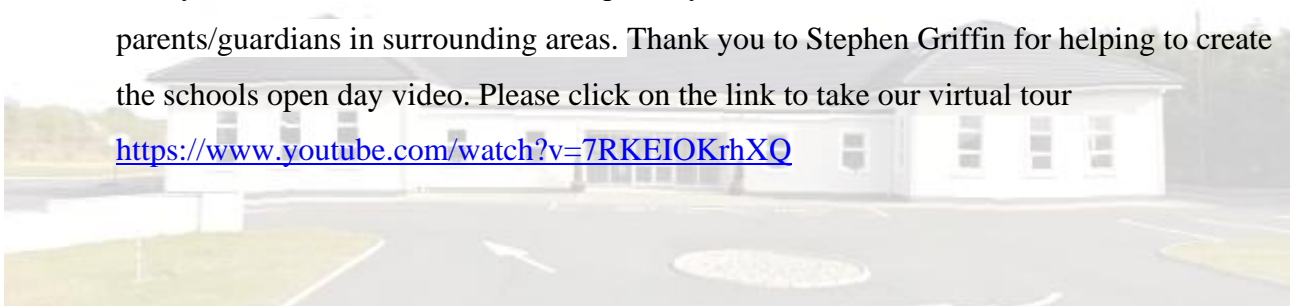 parents/guardians in surrounding areas. Thank you to Stephen Griffin for helping to create
the schools open day video. Please click on the link to take our virtual tour
https://www.youtube.com/watch?v=7RKEIOKrhXQ